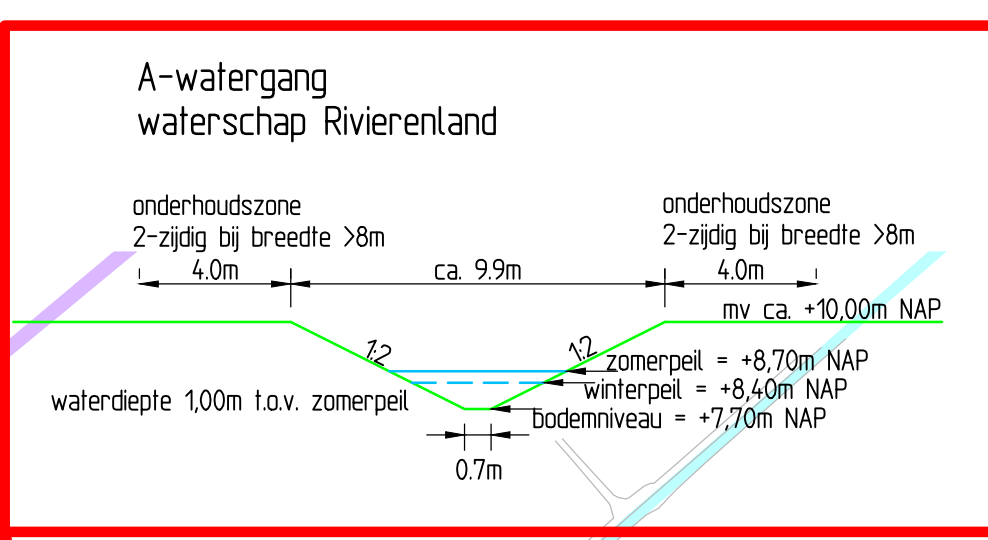 A-watergang
waterschap Rivierenland
onderhoudszone
2-zijdig bij breedte >8m
onderhoudszone
2-zijdig bij breedte >8m
4.0m
ca. 9.9m
4.0m
mv ca. +10,00m NAP
1:2
1:2
zomerpeil = +8,70m NAP
winterpeil = +8,40m NAP
waterdiepte 1,00m t.o.v. zomerpeil
bodemniveau = +7,70m NAP
0.7m